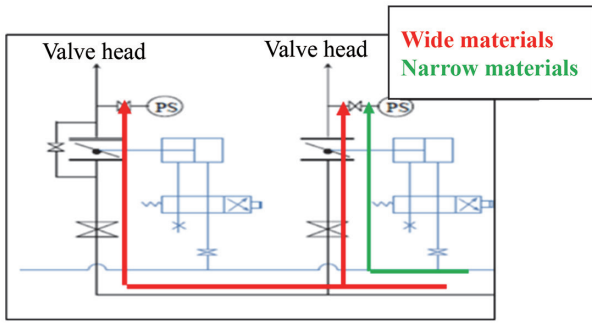 Wide materials
Narrow materials
Valve head
Valve head
PS
PS